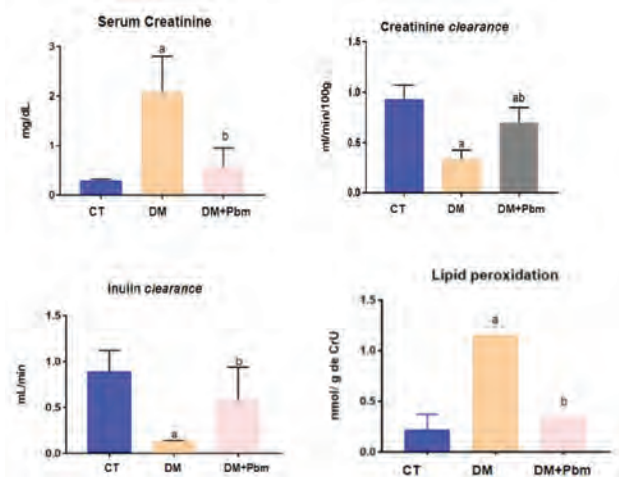 Serum Creatinine
mg/dL.
3
2
1
0
a
b
CT DM DM+Pbm
Creatinine clearance
ml/min/100g
1.5
1.0
0.5
0.0
a
ab
CT DM DM+Pbm
Inulin clearance
mL/min
1.5
1.0
0.5
0.0
a
b
CT DM DM+Pbm
Lipid peroxidation
nmol/ g de CrU
1.5
1.0
0.5
0.0
a
b
CT DM DM+Pbm